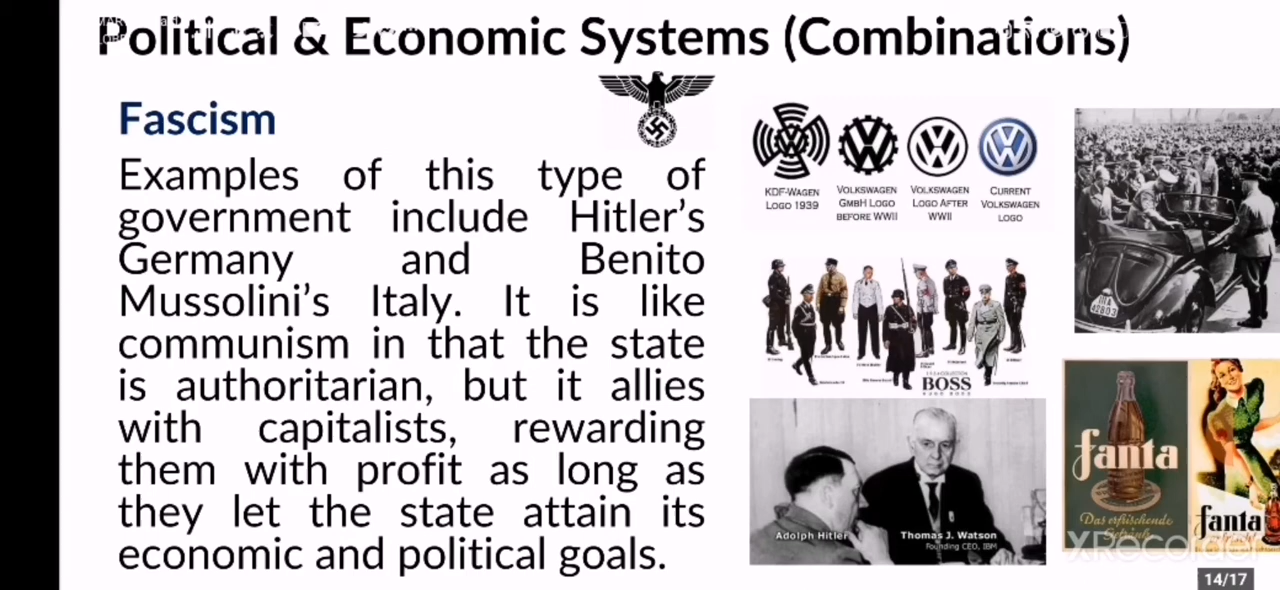 Political & Economic Systems (Combinations)
Fascism
Examples of this type of
government include Hitler's
Germany and Benito
Mussolini's Italy. It is like
communism in that the state
is authoritarian, but it allies
with capitalists, rewarding
them with profit as long as
they let the state attain its
economic and political goals.
KDF-WAGEN
LOGO 1939
VOLKSWAGEN
GMBH LOGO
BEFORE WWII
VOLKSWAGEN
LOGO AFTER
WWII
CURRENT
VOLKSWAGEN
LOGO
BOSS
HUGO BOSS
Adolph Hitler
Thomas J. Watson
Founding CEO, IBM
IIIA
42803
fanta
Das erfrischende
Getränk
fanta
XRecorder
14/17